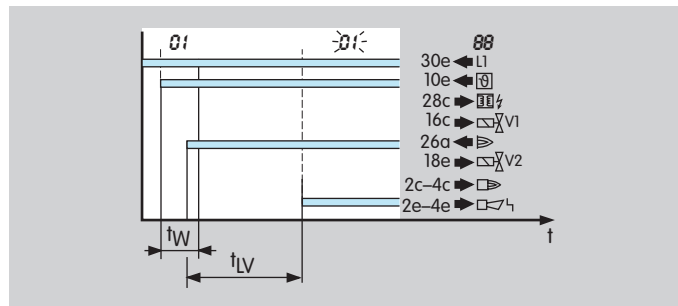 01 01 88
30e L1
10e ϑ
28c
16c V1
26a
18e V2
2c–4c
2e–4e
t
tW
tLV